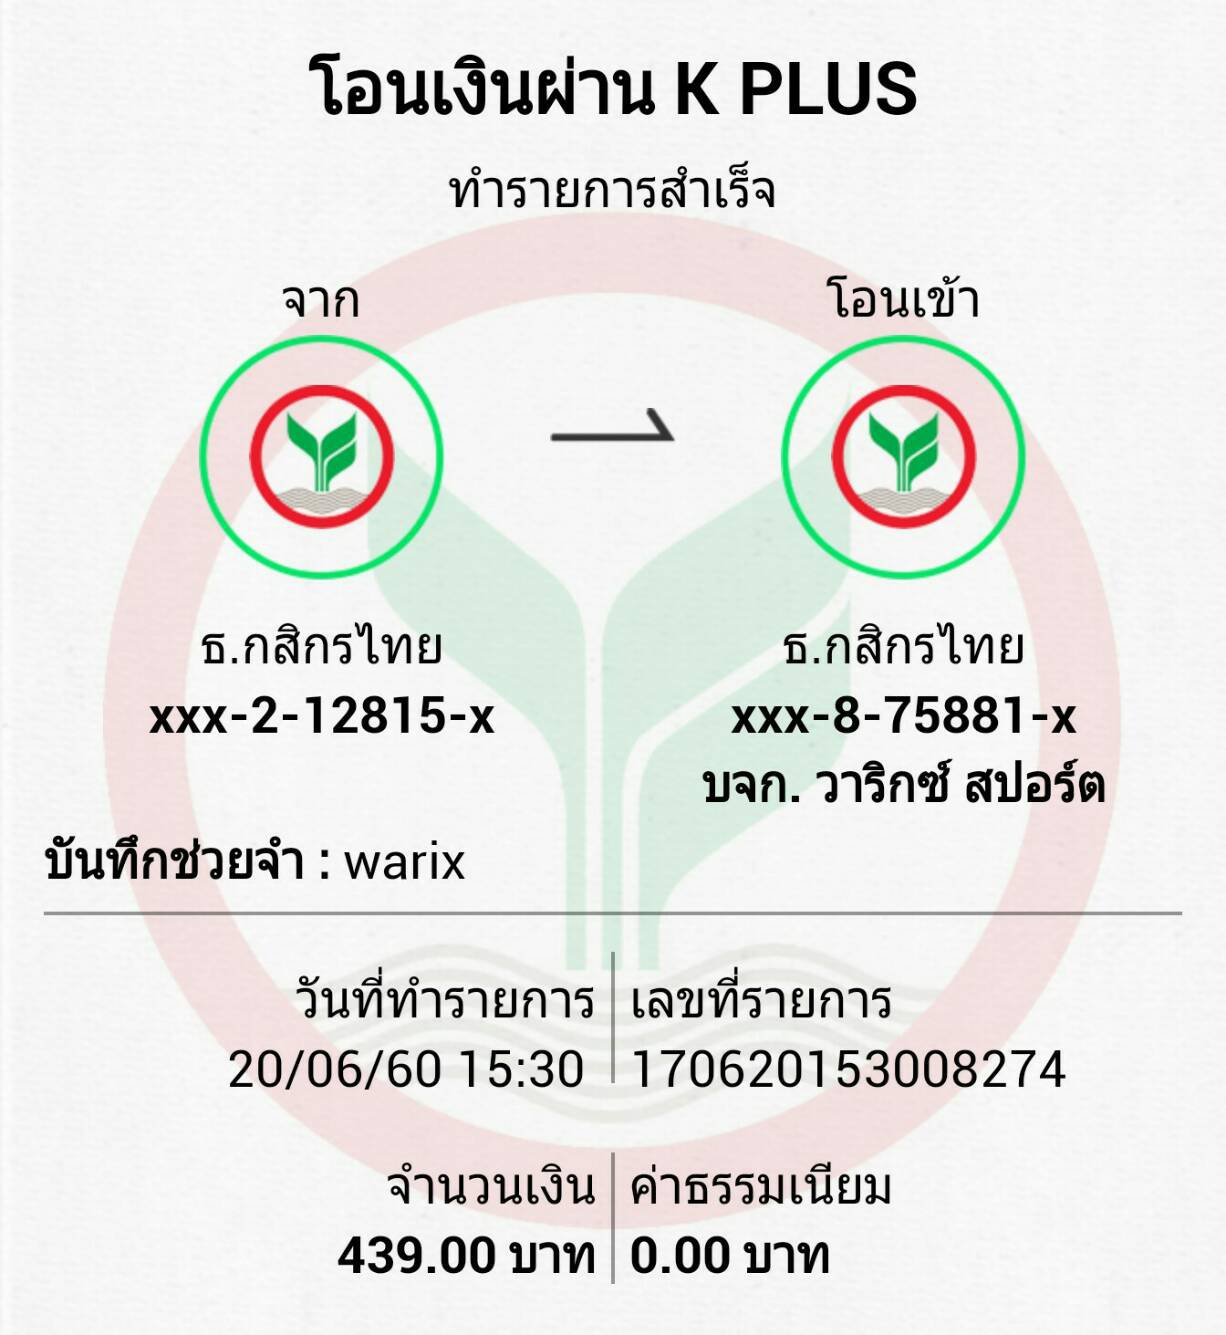 โอนเงินผ่าน K PLUS
ทำรายการสำเร็จ
จาก
โอนเข้า
ธ.กสิกรไทย
xxx-2-12815-x
ธ.กสิกรไทย
xxx-8-75881-x
บจก. วาริกซ์ สปอร์ต
บันทึกช่วยจำ : warix
วันที่ทำรายการ
20/06/60 15:30
เลขที่รายการ
170620153008274
จำนวนเงิน
439.00 บาท
ค่าธรรมเนียม
0.00 บาท